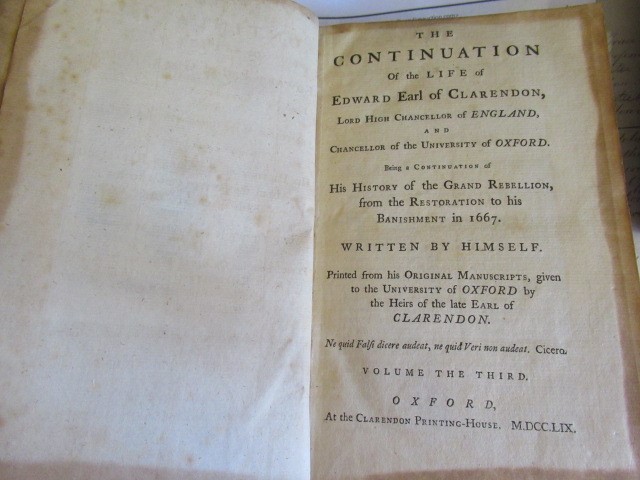 THE
CONTINUATION
Of the LIFE of
EDWARD Earl of CLARENDON,
LORD HIGH CHANCELLOR of ENGLAND,
AND
CHANCELLOR of the UNIVERSITY of OXFORD.
Being a CONTINUATION of
His HISTORY of the GRAND REBELLION,
from the RESTORATION to his
BANISHMENT in 1667.
WRITTEN BY HIMSELF.
Printed from his ORIGINAL MANUSCRIPTS, given
to the UNIVERSITY of OXFORD by
the Heirs of the late EARL of
CLARENDON.
Ne quid Falſi dicere audeat, ne quid Veri non audeat. Cicero.
VOLUME THE THIRD.
OXFORD,
At the CLARENDON PRINTING-HOUSE. M.DCC.LIX.